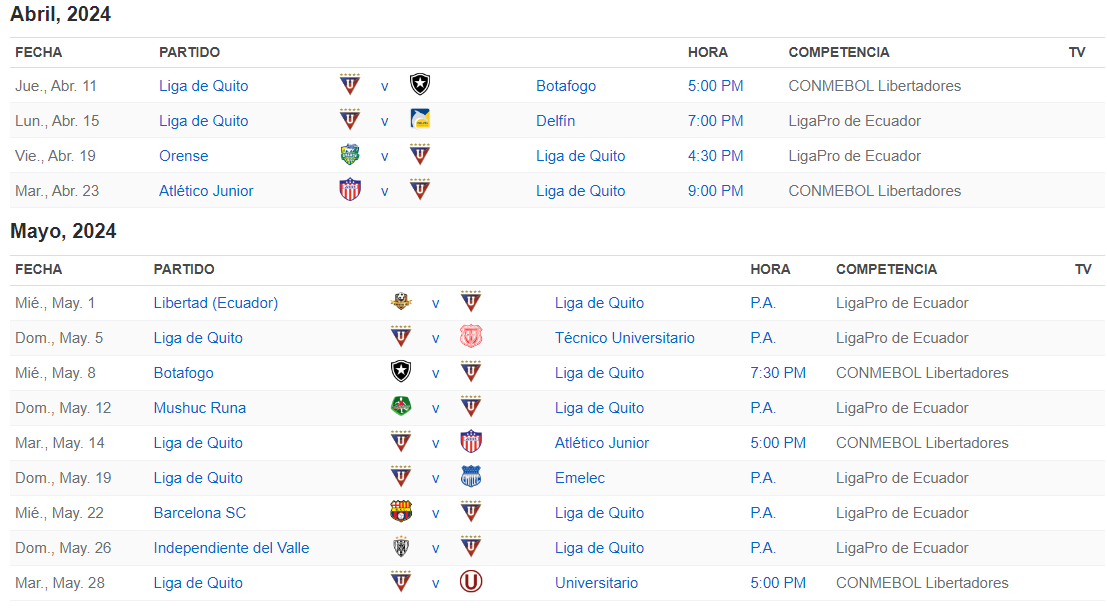 Abril, 2024
FECHA PARTIDO HORA COMPETENCIA TV
Jue., Abr. 11 Liga de Quito v Botafogo 5:00 PM CONMEBOL Libertadores
Lun., Abr. 15 Liga de Quito v Delfín 7:00 PM LigaPro de Ecuador
Vie., Abr. 19 Orense v Liga de Quito 4:30 PM LigaPro de Ecuador
Mar., Abr. 23 Atlético Junior v Liga de Quito 9:00 PM CONMEBOL Libertadores
Mayo, 2024
FECHA PARTIDO HORA COMPETENCIA TV
Mié., May. 1 Libertad (Ecuador) v Liga de Quito P.A. LigaPro de Ecuador
Dom., May. 5 Liga de Quito v Técnico Universitario P.A. LigaPro de Ecuador
Mié., May. 8 Botafogo v Liga de Quito 7:30 PM CONMEBOL Libertadores
Dom., May. 12 Mushuc Runa v Liga de Quito P.A. LigaPro de Ecuador
Mar., May. 14 Liga de Quito v Atlético Junior 5:00 PM CONMEBOL Libertadores
Dom., May. 19 Liga de Quito v Emelec P.A. LigaPro de Ecuador
Mié., May. 22 Barcelona SC v Liga de Quito P.A. LigaPro de Ecuador
Dom., May. 26 Independiente del Valle v Liga de Quito P.A. LigaPro de Ecuador
Mar., May. 28 Liga de Quito v Universitario 5:00 PM CONMEBOL Libertadores